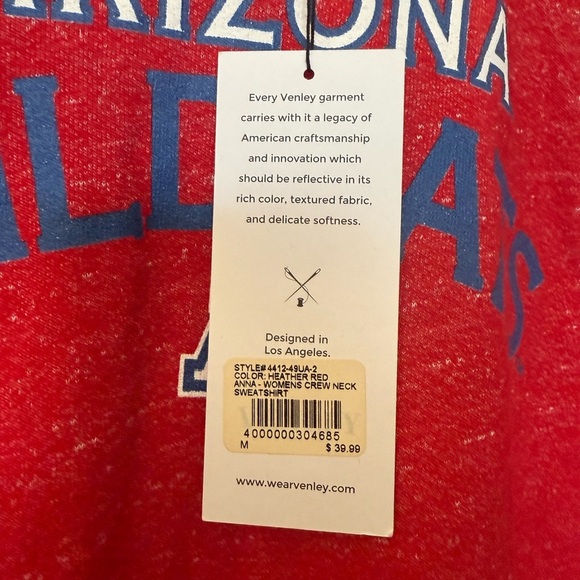 ARIZONA
Every Venley garment
carries with it a legacy of
American craftsmanship
and innovation which
should be reflective in its
rich color, textured fabric,
and delicate softness.
Designed in
Los Angeles.
STYLE# 4412-49UA-2
COLOR: HEATHER RED
ANNA - WOMENS CREW NECK
SWEATSHIRT
4000000304685
M $ 39.99
www.wearvenley.com